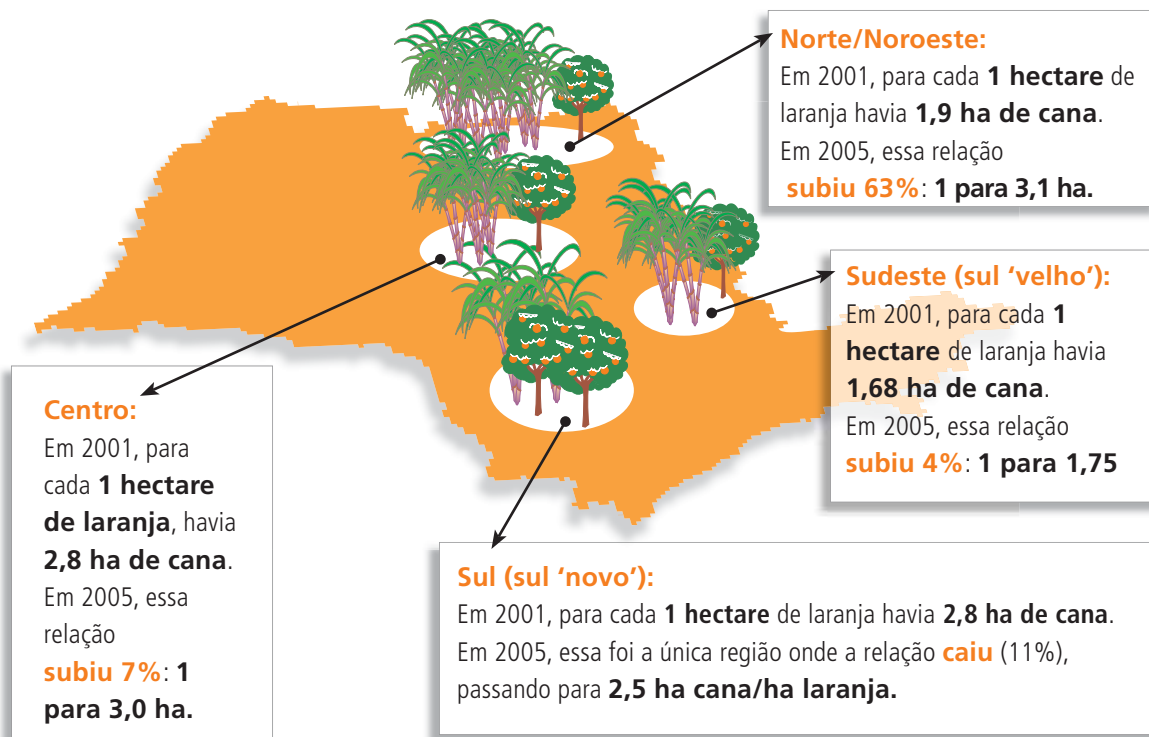 Norte/Noroeste:
Em 2001, para cada 1 hectare de
laranja havia 1,9 ha de cana.
Em 2005, essa relação
subiu 63%: 1 para 3,1 ha.
Sudeste (sul ‘velho’):
Em 2001, para cada 1
hectare de laranja havia
1,68 ha de cana.
Em 2005, essa relação
subiu 4%: 1 para 1,75
Centro:
Em 2001, para
cada 1 hectare
de laranja, havia
2,8 ha de cana.
Em 2005, essa
relação
subiu 7%: 1
para 3,0 ha.
Sul (sul ‘novo’):
Em 2001, para cada 1 hectare de laranja havia 2,8 ha de cana.
Em 2005, essa foi a única região onde a relação caiu (11%),
passando para 2,5 ha cana/ha laranja.